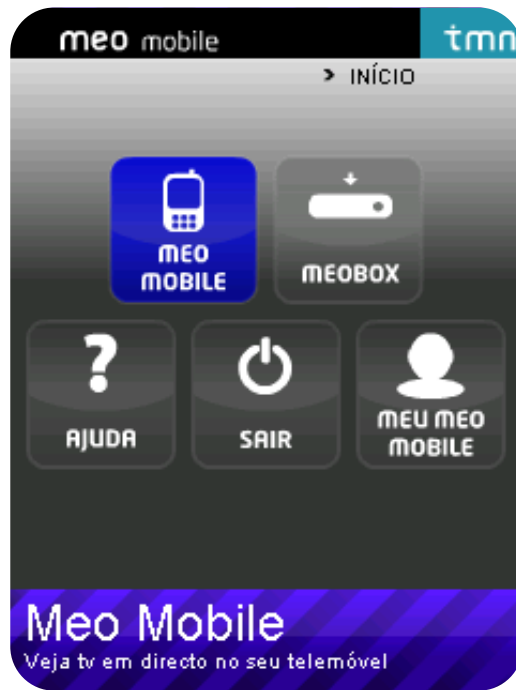 meo mobile
tmn
> INÍCIO
MEO
MOBILE
MEOBOX
?
AJUDA
SAIR
MEU MEO
MOBILE
Meo Mobile
Veja tv em directo no seu telemóvel